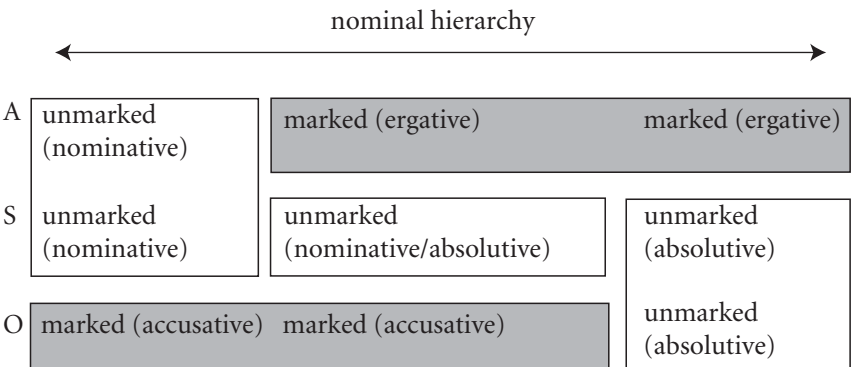 nominal hierarchy
A
unmarked
(nominative)
marked (ergative)
marked (ergative)
S
unmarked
(nominative)
unmarked
(nominative/absolutive)
unmarked
(absolutive)
O
marked (accusative)
marked (accusative)
unmarked
(absolutive)